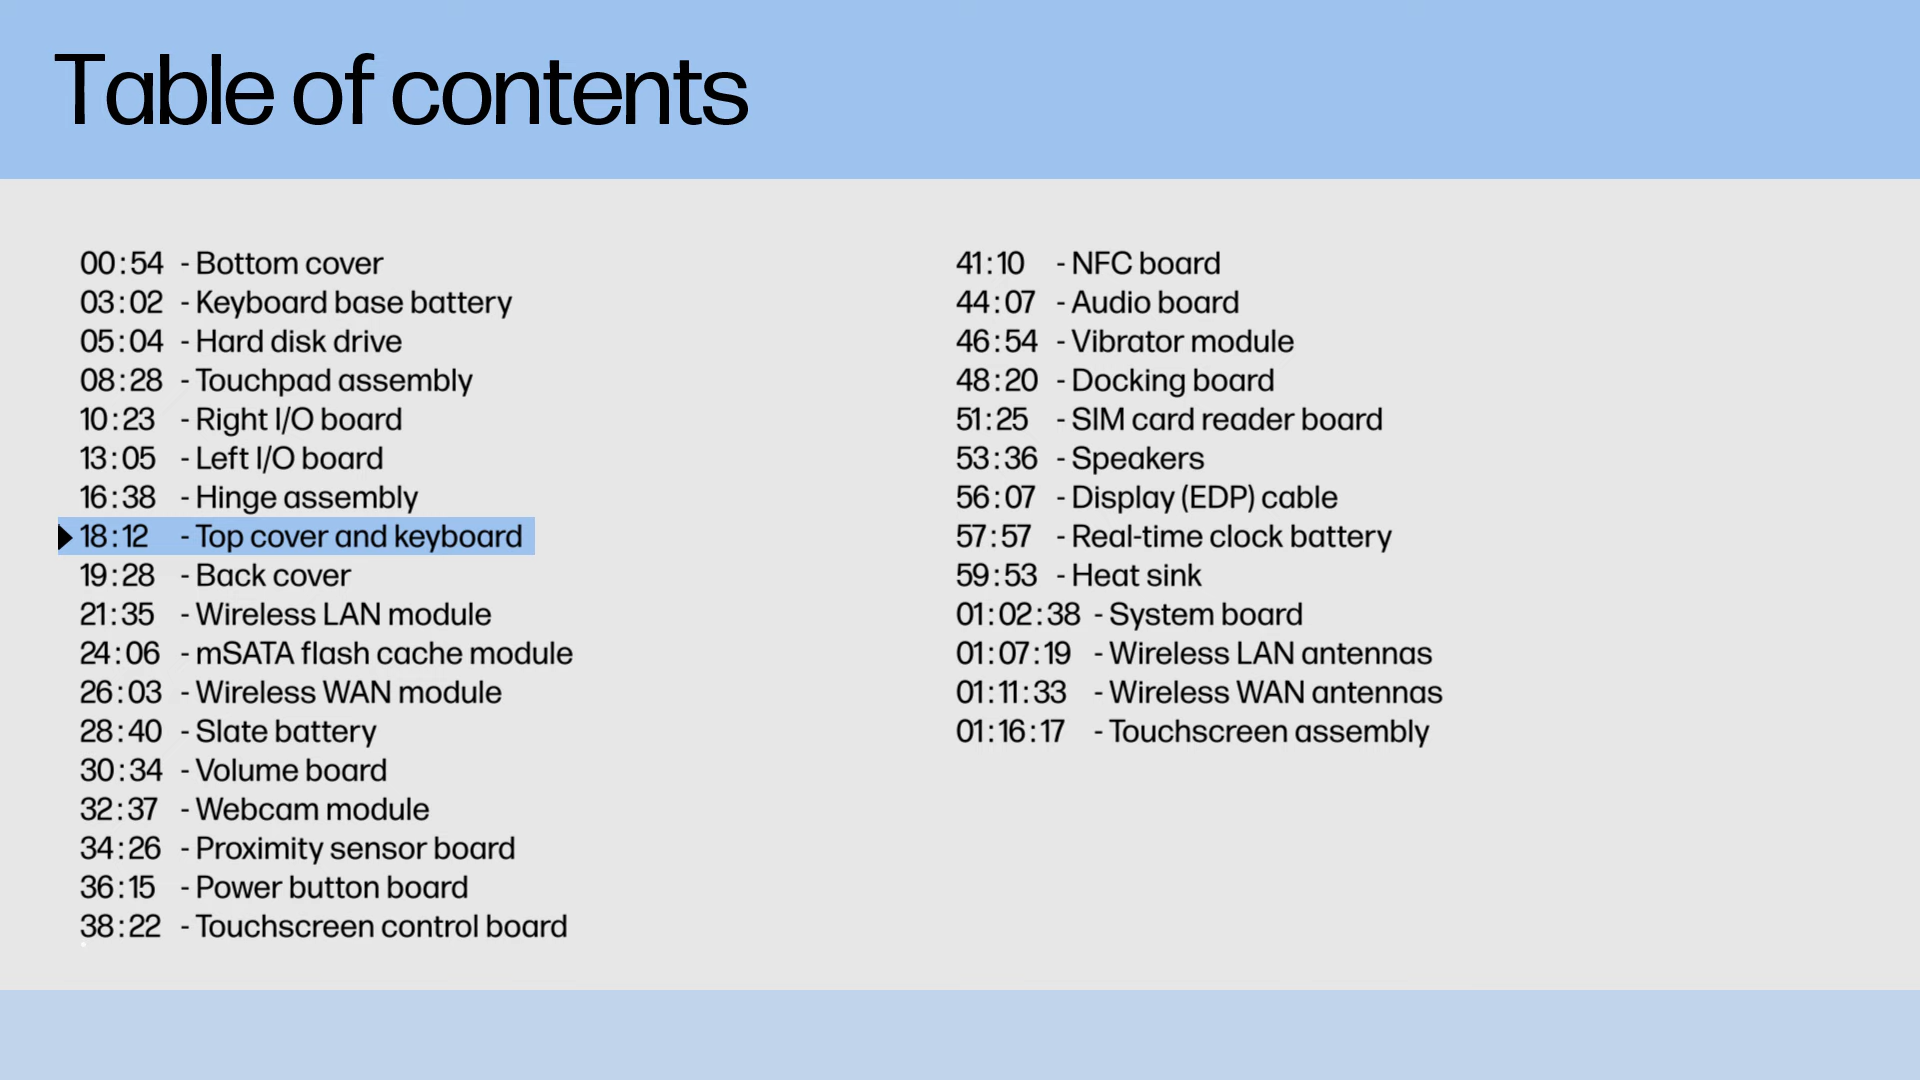 Table of contents
00:54 - Bottom cover
03:02 - Keyboard base battery
05:04 - Hard disk drive
08:28 - Touchpad assembly
10:23 - Right I/O board
13:05 - Left I/O board
16:38 - Hinge assembly
18:12 - Top cover and keyboard
19:28 - Back cover
21:35 - Wireless LAN module
24:06 - mSATA flash cache module
26:03 - Wireless WAN module
28:40 - Slate battery
30:34 - Volume board
32:37 - Webcam module
34:26 - Proximity sensor board
36:15 - Power button board
38:22 - Touchscreen control board
41:10 - NFC board
44:07 - Audio board
46:54 - Vibrator module
48:20 - Docking board
51:25 - SIM card reader board
53:36 - Speakers
56:07 - Display (EDP) cable
57:57 - Real-time clock battery
59:53 - Heat sink
01:02:38 - System board
01:07:19 - Wireless LAN antennas
01:11:33 - Wireless WAN antennas
01:16:17 - Touchscreen assembly